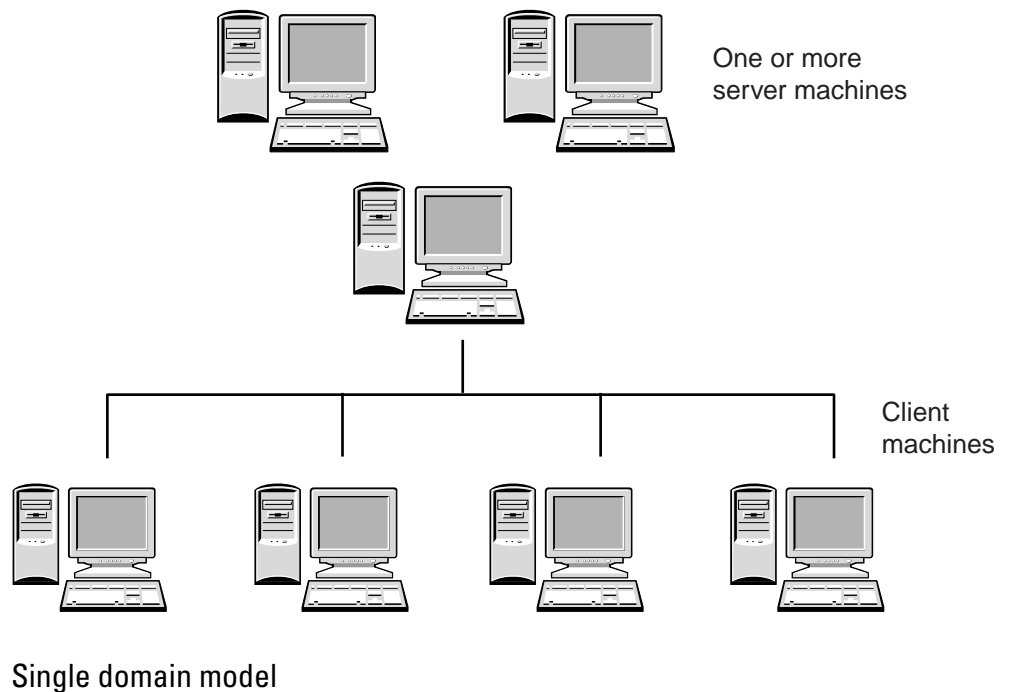 One or more
server machines
Client
machines
Single domain model